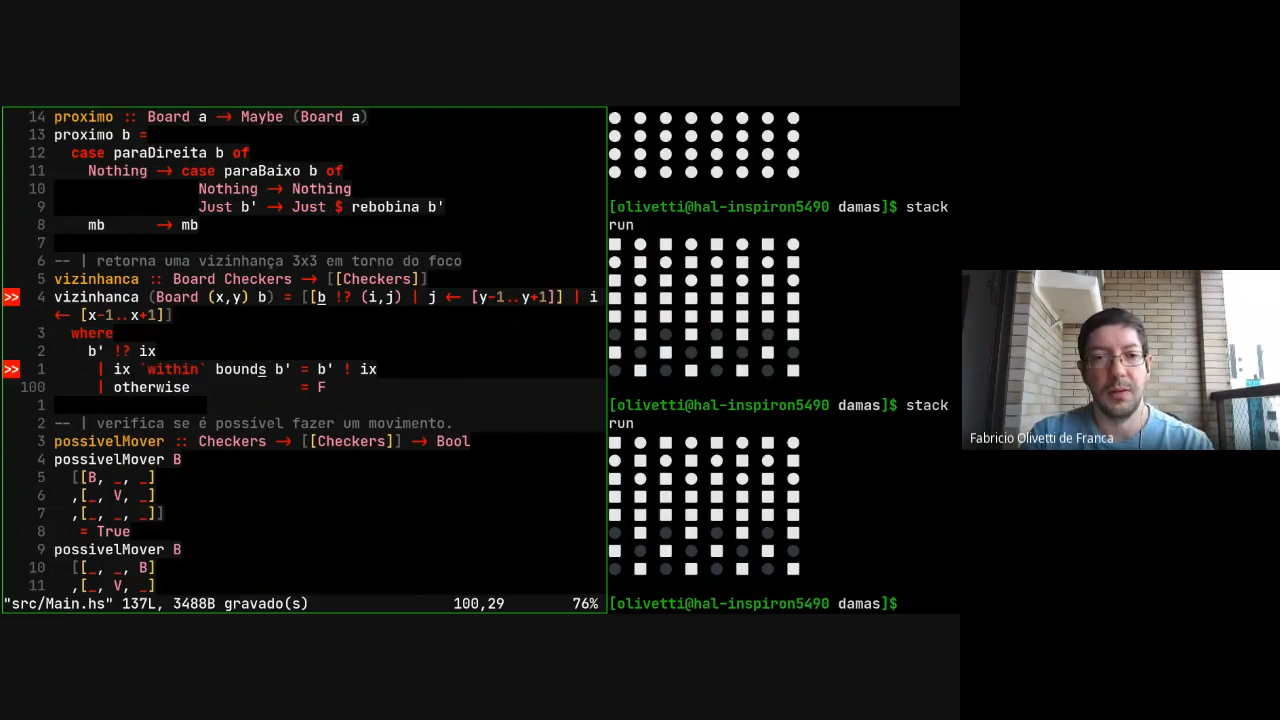 14 proximo :: Board a → Maybe (Board a)
13 proximo b =
12 case paraDireita b of
11 Nothing → case paraBaixo b of
10 Nothing → Nothing
9 Just b' → Just $ rebobina b'
8 mb → mb
7
6 -- | retorna uma vizinhança 3x3 em torno do foco
5 vizinhanca :: Board Checkers → [[Checkers]]
>> 4 vizinhanca (Board (x,y) b) = [[b !? (i,j) | j ← [y-1..y+1]] | i
← [x-1..x+1]]
3 where
2 b' !? ix
>> 1 | ix `within` bounds b' = b' ! ix
100 | otherwise = F
1
2 -- | verifica se é possível fazer um movimento.
3 possivelMover :: Checkers → [[Checkers]] → Bool
4 possivelMover B
5 [[B, _, _]
6 ,[_, V, _]
7 ,[_, _, _]]
8 = True
9 possivelMover B
10 [[_, _, B]
11 ,[_, V, _]
"src/Main.hs" 137L, 3488B gravado(s) 100,29 76%
[olivetti@hal-inspiron5490 damas]$ stack
run
[olivetti@hal-inspiron5490 damas]$ stack
run
[olivetti@hal-inspiron5490 damas]$
Fabricio Olivetti de Franca